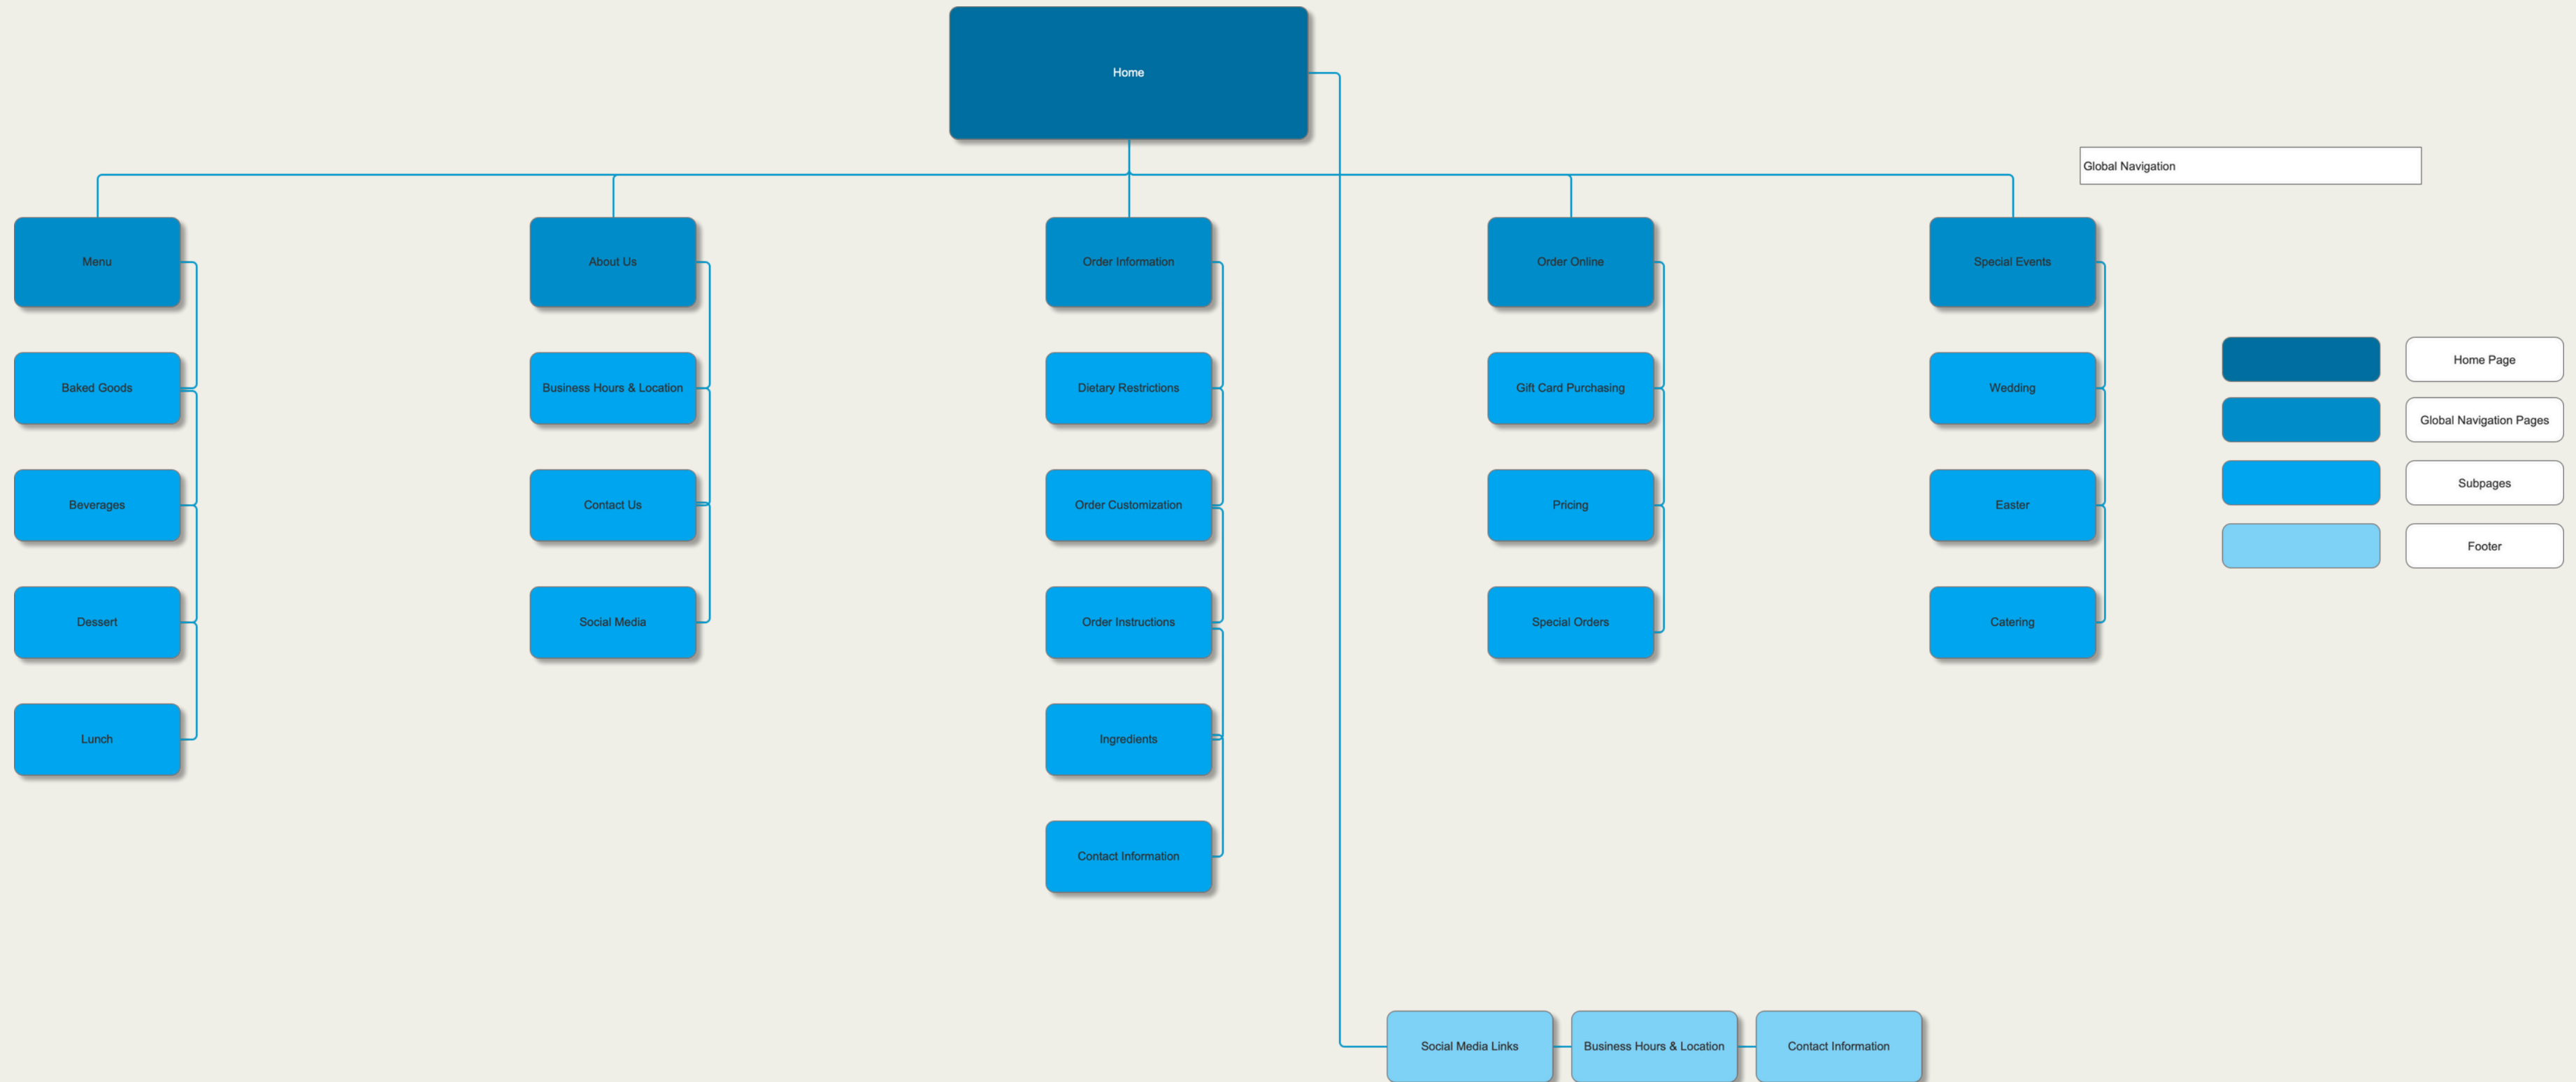 Home
Global Navigation
Menu
About Us
Order Information
Order Online
Special Events
Baked Goods
Business Hours & Location
Dietary Restrictions
Gift Card Purchasing
Wedding
Beverages
Contact Us
Order Customization
Pricing
Easter
Dessert
Social Media
Order Instructions
Special Orders
Catering
Lunch
Ingredients
Contact Information
Home Page
Global Navigation Pages
Subpages
Footer
Social Media Links
Business Hours & Location
Contact Information